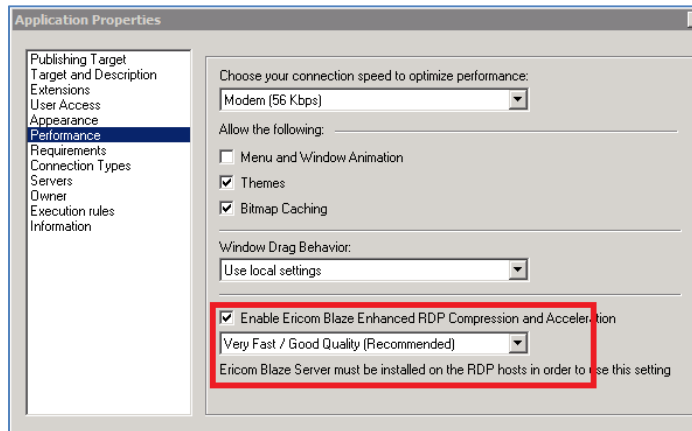 Application Properties
Publishing Target
Target and Description
Extensions
User Access
Appearance
Performance
Requirements
Connection Types
Servers
Owner
Execution rules
Information
Choose your connection speed to optimize performance:
Modem (56 Kbps)
Allow the following:
Menu and Window Animation
Themes
Bitmap Caching
Window Drag Behavior:
Use local settings
Enable Ericom Blaze Enhanced RDP Compression and Acceleration
Very Fast / Good Quality (Recommended)
Ericom Blaze Server must be installed on the RDP hosts in order to use this setting